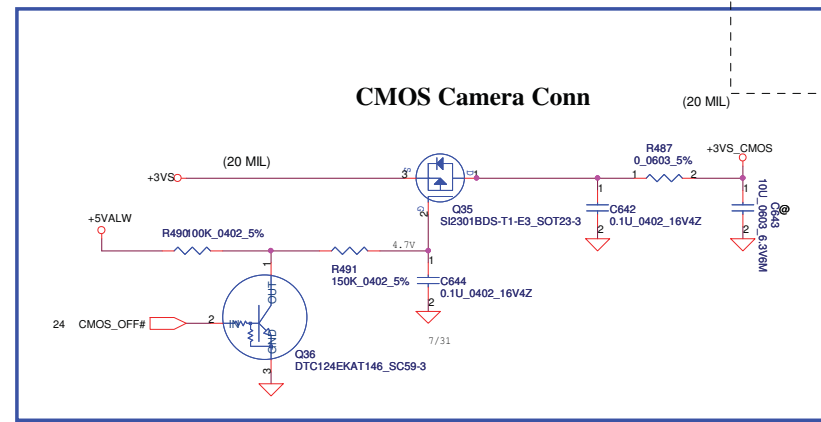 CMOS Camera Conn
(20 MIL)
(20 MIL)
+3VS
3
S
D
1
G
2
Q35
SI2301BDS-T1-E3_SOT23-3
R487
0_0603_5%
1
2
+3VS_CMOS
1
C642
0.1U_0402_16V4Z
2
1
2
C643
@
10U_0603_6.3V6M
+5VALW
R490100K_0402_5%
R491
150K_0402_5%
4.7V
1
C644
0.1U_0402_16V4Z
2
7/31
24 CMOS_OFF#
2
IN
1
OUT
GND
3
Q36
DTC124EKAT146_SC59-3